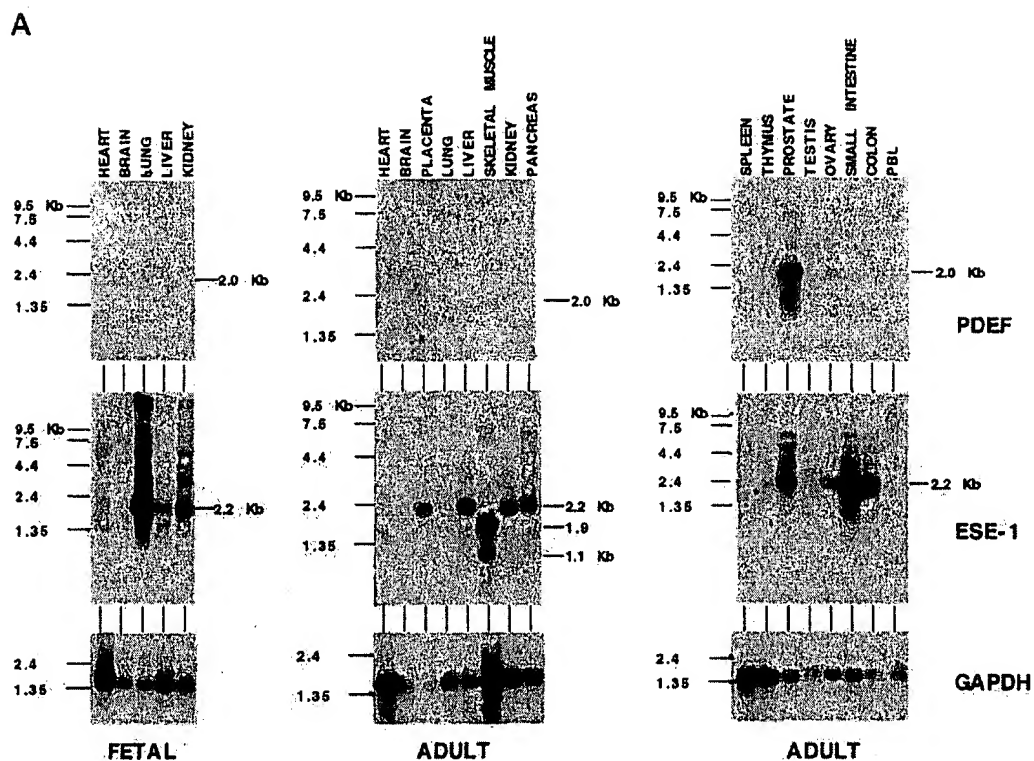 A
HEART
BRAIN
LUNG
LIVER
KIDNEY
HEART
BRAIN
PLACENTA
LUNG
LIVER
SKELETAL MUSCLE
KIDNEY
PANCREAS
SPLEEN
THYMUS
PROSTATE
TESTIS
OVARY
SMALL INTESTINE
COLON
PBL
9.5 Kb
7.5
4.4
2.4
1.35
2.0 Kb
9.5 Kb
7.5
4.4
2.4
1.35
2.0 Kb
9.5 Kb
7.5
4.4
2.4
1.35
2.0 Kb
PDEF
9.5 Kb
7.5
4.4
2.4
1.35
2.2 Kb
9.5 Kb
7.5
4.4
2.4
1.35
2.2 Kb
1.9
1.1 Kb
9.5 Kb
7.5
4.4
2.4
1.35
2.2 Kb
ESE-1
2.4
1.35
2.4
1.35
2.4
1.35
GAPDH
FETAL
ADULT
ADULT